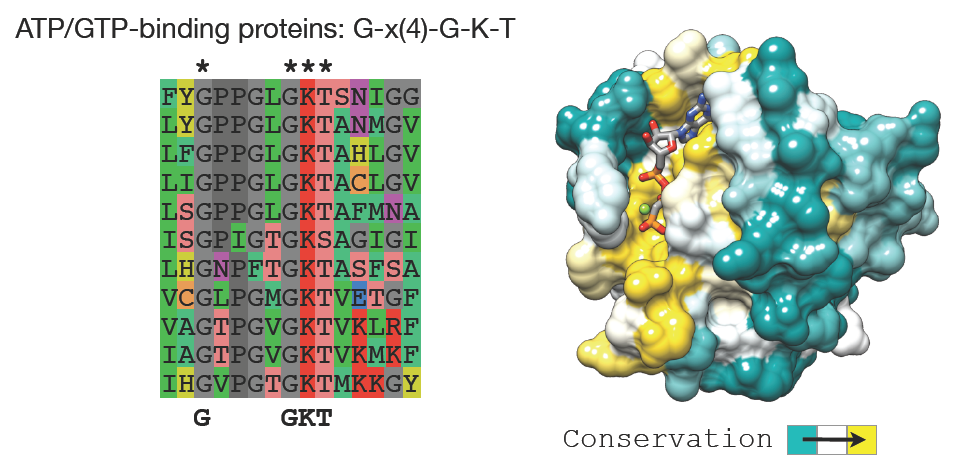 ATP/GTP-binding proteins: G-x(4)-G-K-T
* ***
FYGPPGLGKTSNIGG
LYGPPGLGKTANMGV
LFGPPGLGKTAHLGV
LIGPPGLGKTACLGV
LSGPPGLGKTAFMNA
ISGPIGTGKSAGIGI
LHGNPFTGKTASFSA
VCGLPGMGKTVETGF
VAGTPGVGKTVKLRF
IAGTPGVGKTVKMKF
IHGVPGTGKTMKKGY
G GKT
Conservation